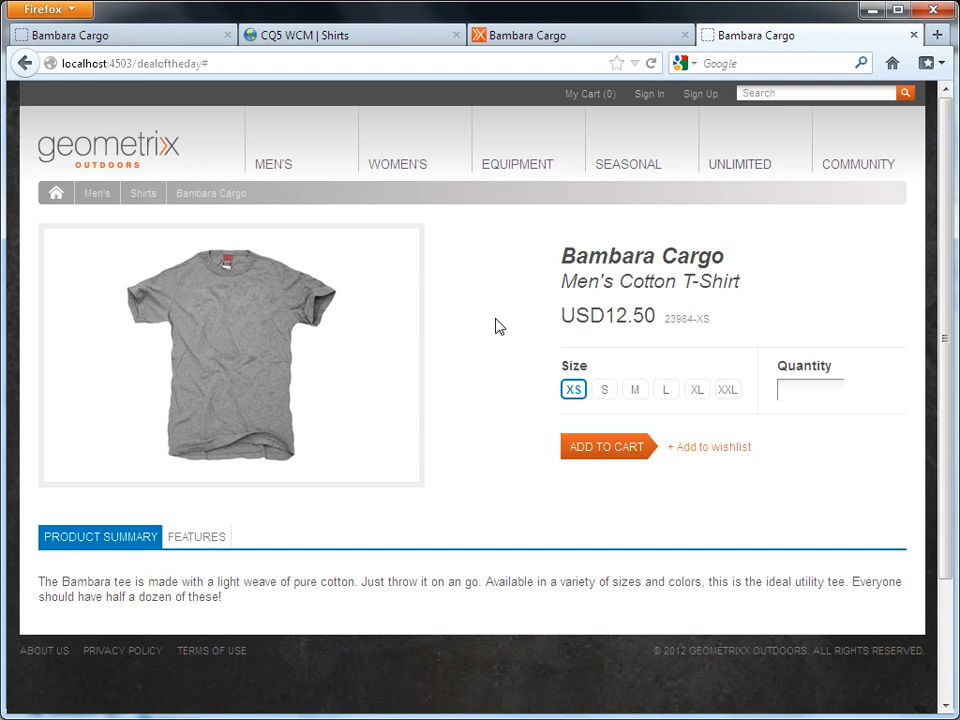 Firefox
Bambara Cargo
CQ5 WCM | Shirts
Bambara Cargo
Bambara Cargo
localhost:4503/dealoftheday#
Google
My Cart (0) Sign In Sign Up Search
geometrixx
OUTDOORS
MEN'S WOMEN'S EQUIPMENT SEASONAL UNLIMITED COMMUNITY
Men's Shirts Bambara Cargo
Bambara Cargo
Men's Cotton T-Shirt
USD12.50 23984-XS
Size Quantity
XS S M L XL XXL
ADD TO CART + Add to wishlist
PRODUCT SUMMARY FEATURES
The Bambara tee is made with a light weave of pure cotton. Just throw it on an go. Available in a variety of sizes and colors, this is the ideal utility tee. Everyone
should have half a dozen of these!
ABOUT US PRIVACY POLICY TERMS OF USE © 2012 GEOMETRIXX OUTDOORS. ALL RIGHTS RESERVED.